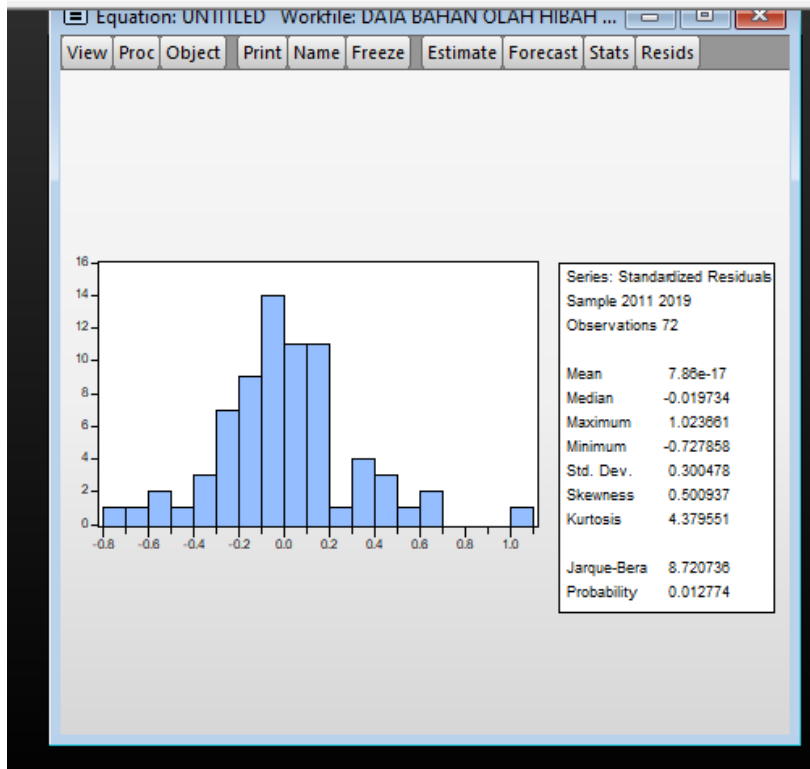 Equation: UNTITLED Workfile: DATA BAHAN OLAH HIBAH ...
View Proc Object Print Name Freeze Estimate Forecast Stats Resids
16
14
12
10
8
6
4
2
0
-0.8 -0.6 -0.4 -0.2 0.0 0.2 0.4 0.6 0.8 1.0
Series: Standardized Residuals
Sample 2011 2019
Observations 72
Mean 7.86e-17
Median -0.019734
Maximum 1.023661
Minimum -0.727858
Std. Dev. 0.300478
Skewness 0.500937
Kurtosis 4.379551
Jarque-Bera 8.720736
Probability 0.012774